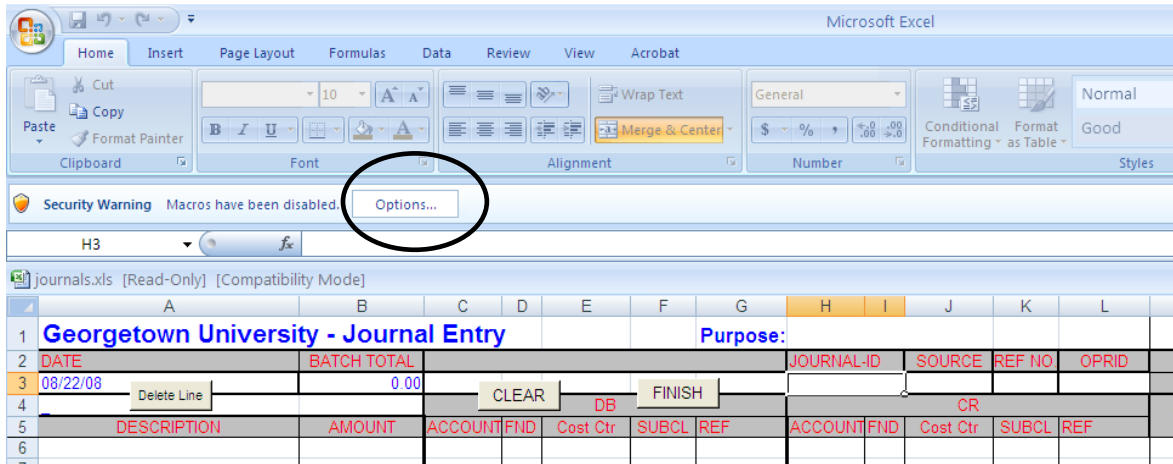 Microsoft Excel
Home Insert Page Layout Formulas Data Review View Acrobat
Paste
Cut
Copy
Format Painter
Clipboard
10 A A
B I U A
Font
Wrap Text
Merge & Center
Alignment
General
$ % , .0 .00 .00 .0
Number
Conditional Formatting
Format as Table
Normal
Good
Styles
Security Warning Macros have been disabled. Options...
H3 fx
journals.xls [Read-Only] [Compatibility Mode]
A B C D E F G H I J K L
1 Georgetown University - Journal Entry Purpose:
2 DATE BATCH TOTAL JOURNAL-ID SOURCE REF NO OPRID
3 08/22/08 Delete Line 0.00 CLEAR FINISH
4 DB CR
5 DESCRIPTION AMOUNT ACCOUNT FND Cost Ctr SUBCL REF ACCOUNT FND Cost Ctr SUBCL REF
6